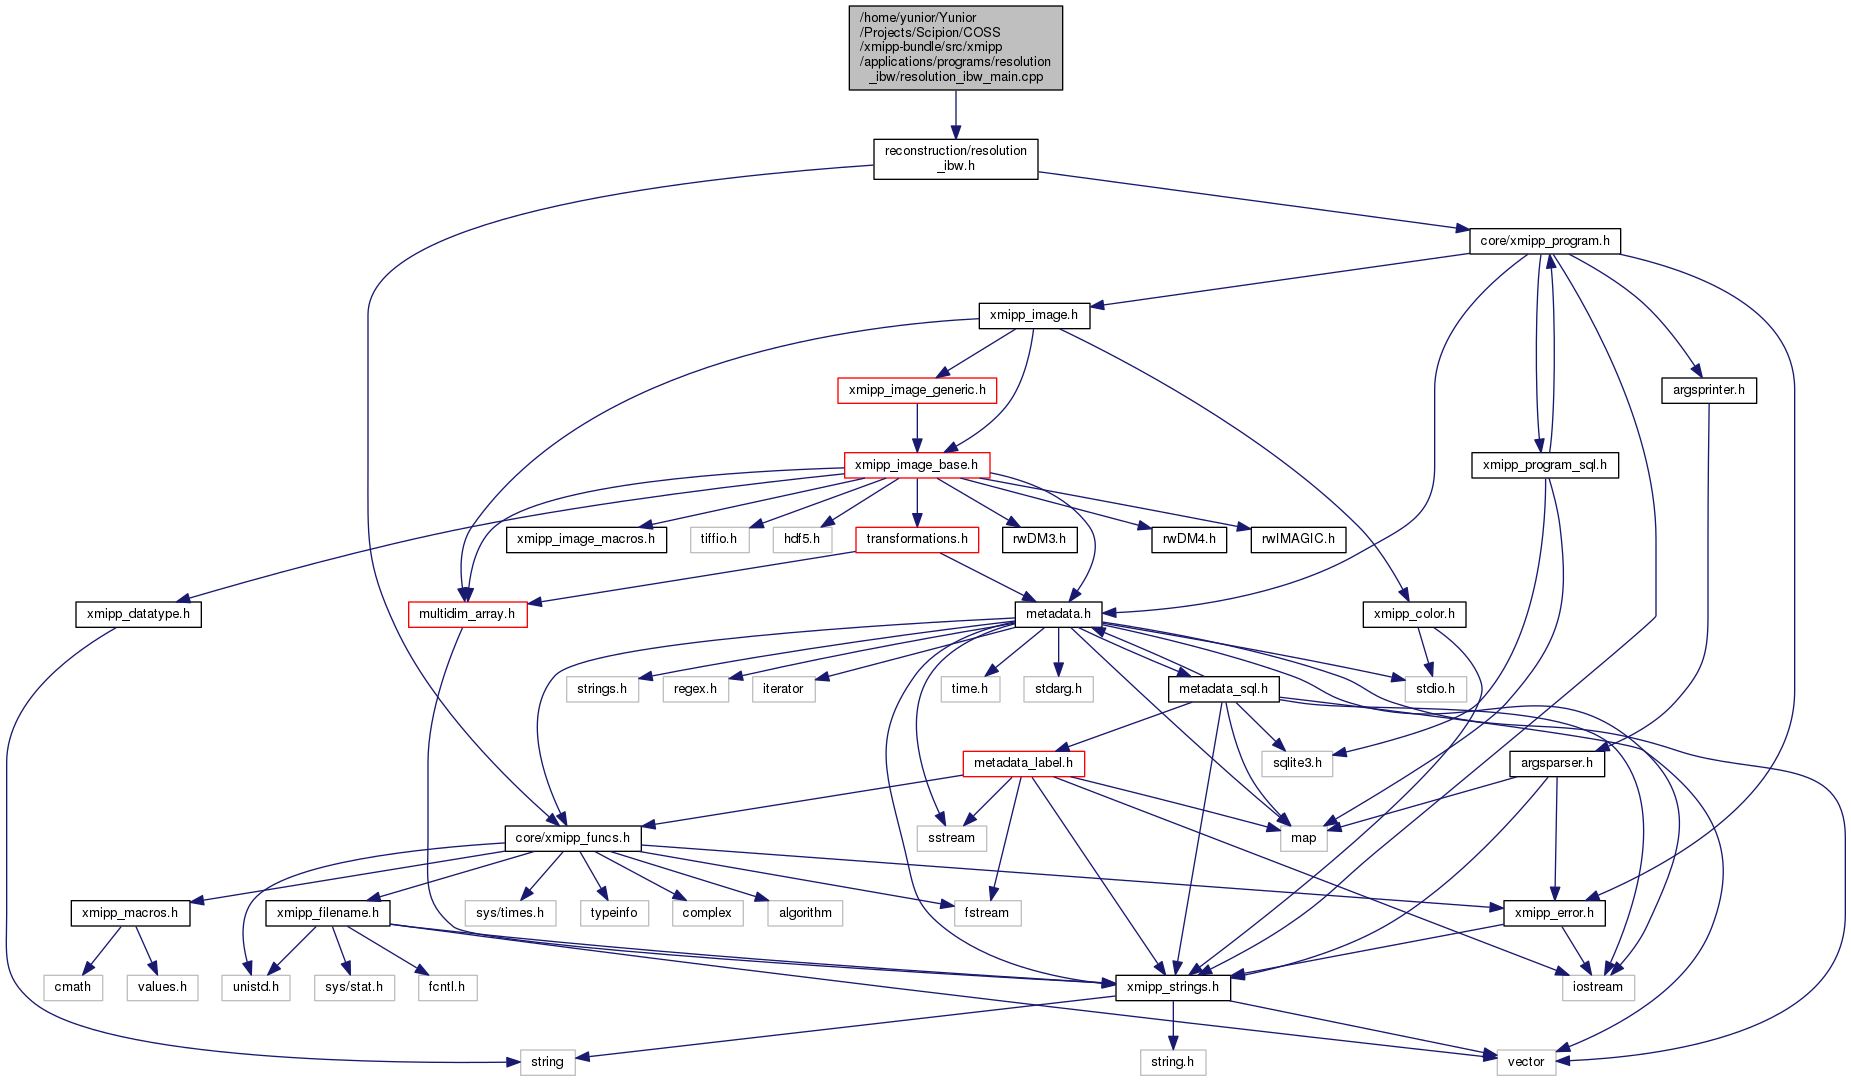 /home/yunior/Yunior
/Projects/Scipion/COSS
/xmipp-bundle/src/xmipp
/applications/programs/resolution
_ibw/resolution_ibw_main.cpp
reconstruction/resolution
_ibw.h
core/xmipp_program.h
xmipp_image.h
xmipp_image_generic.h
argsprinter.h
xmipp_image_base.h
xmipp_program_sql.h
xmipp_image_macros.h
tiffio.h
hdf5.h
transformations.h
rwDM3.h
rwDM4.h
rwIMAGIC.h
xmipp_datatype.h
multidim_array.h
metadata.h
xmipp_color.h
strings.h
regex.h
iterator
time.h
stdarg.h
metadata_sql.h
stdio.h
metadata_label.h
sqlite3.h
argsparser.h
core/xmipp_funcs.h
sstream
map
xmipp_macros.h
xmipp_filename.h
sys/times.h
typeinfo
complex
algorithm
fstream
xmipp_error.h
cmath
values.h
unistd.h
sys/stat.h
fcntl.h
xmipp_strings.h
iostream
string
string.h
vector